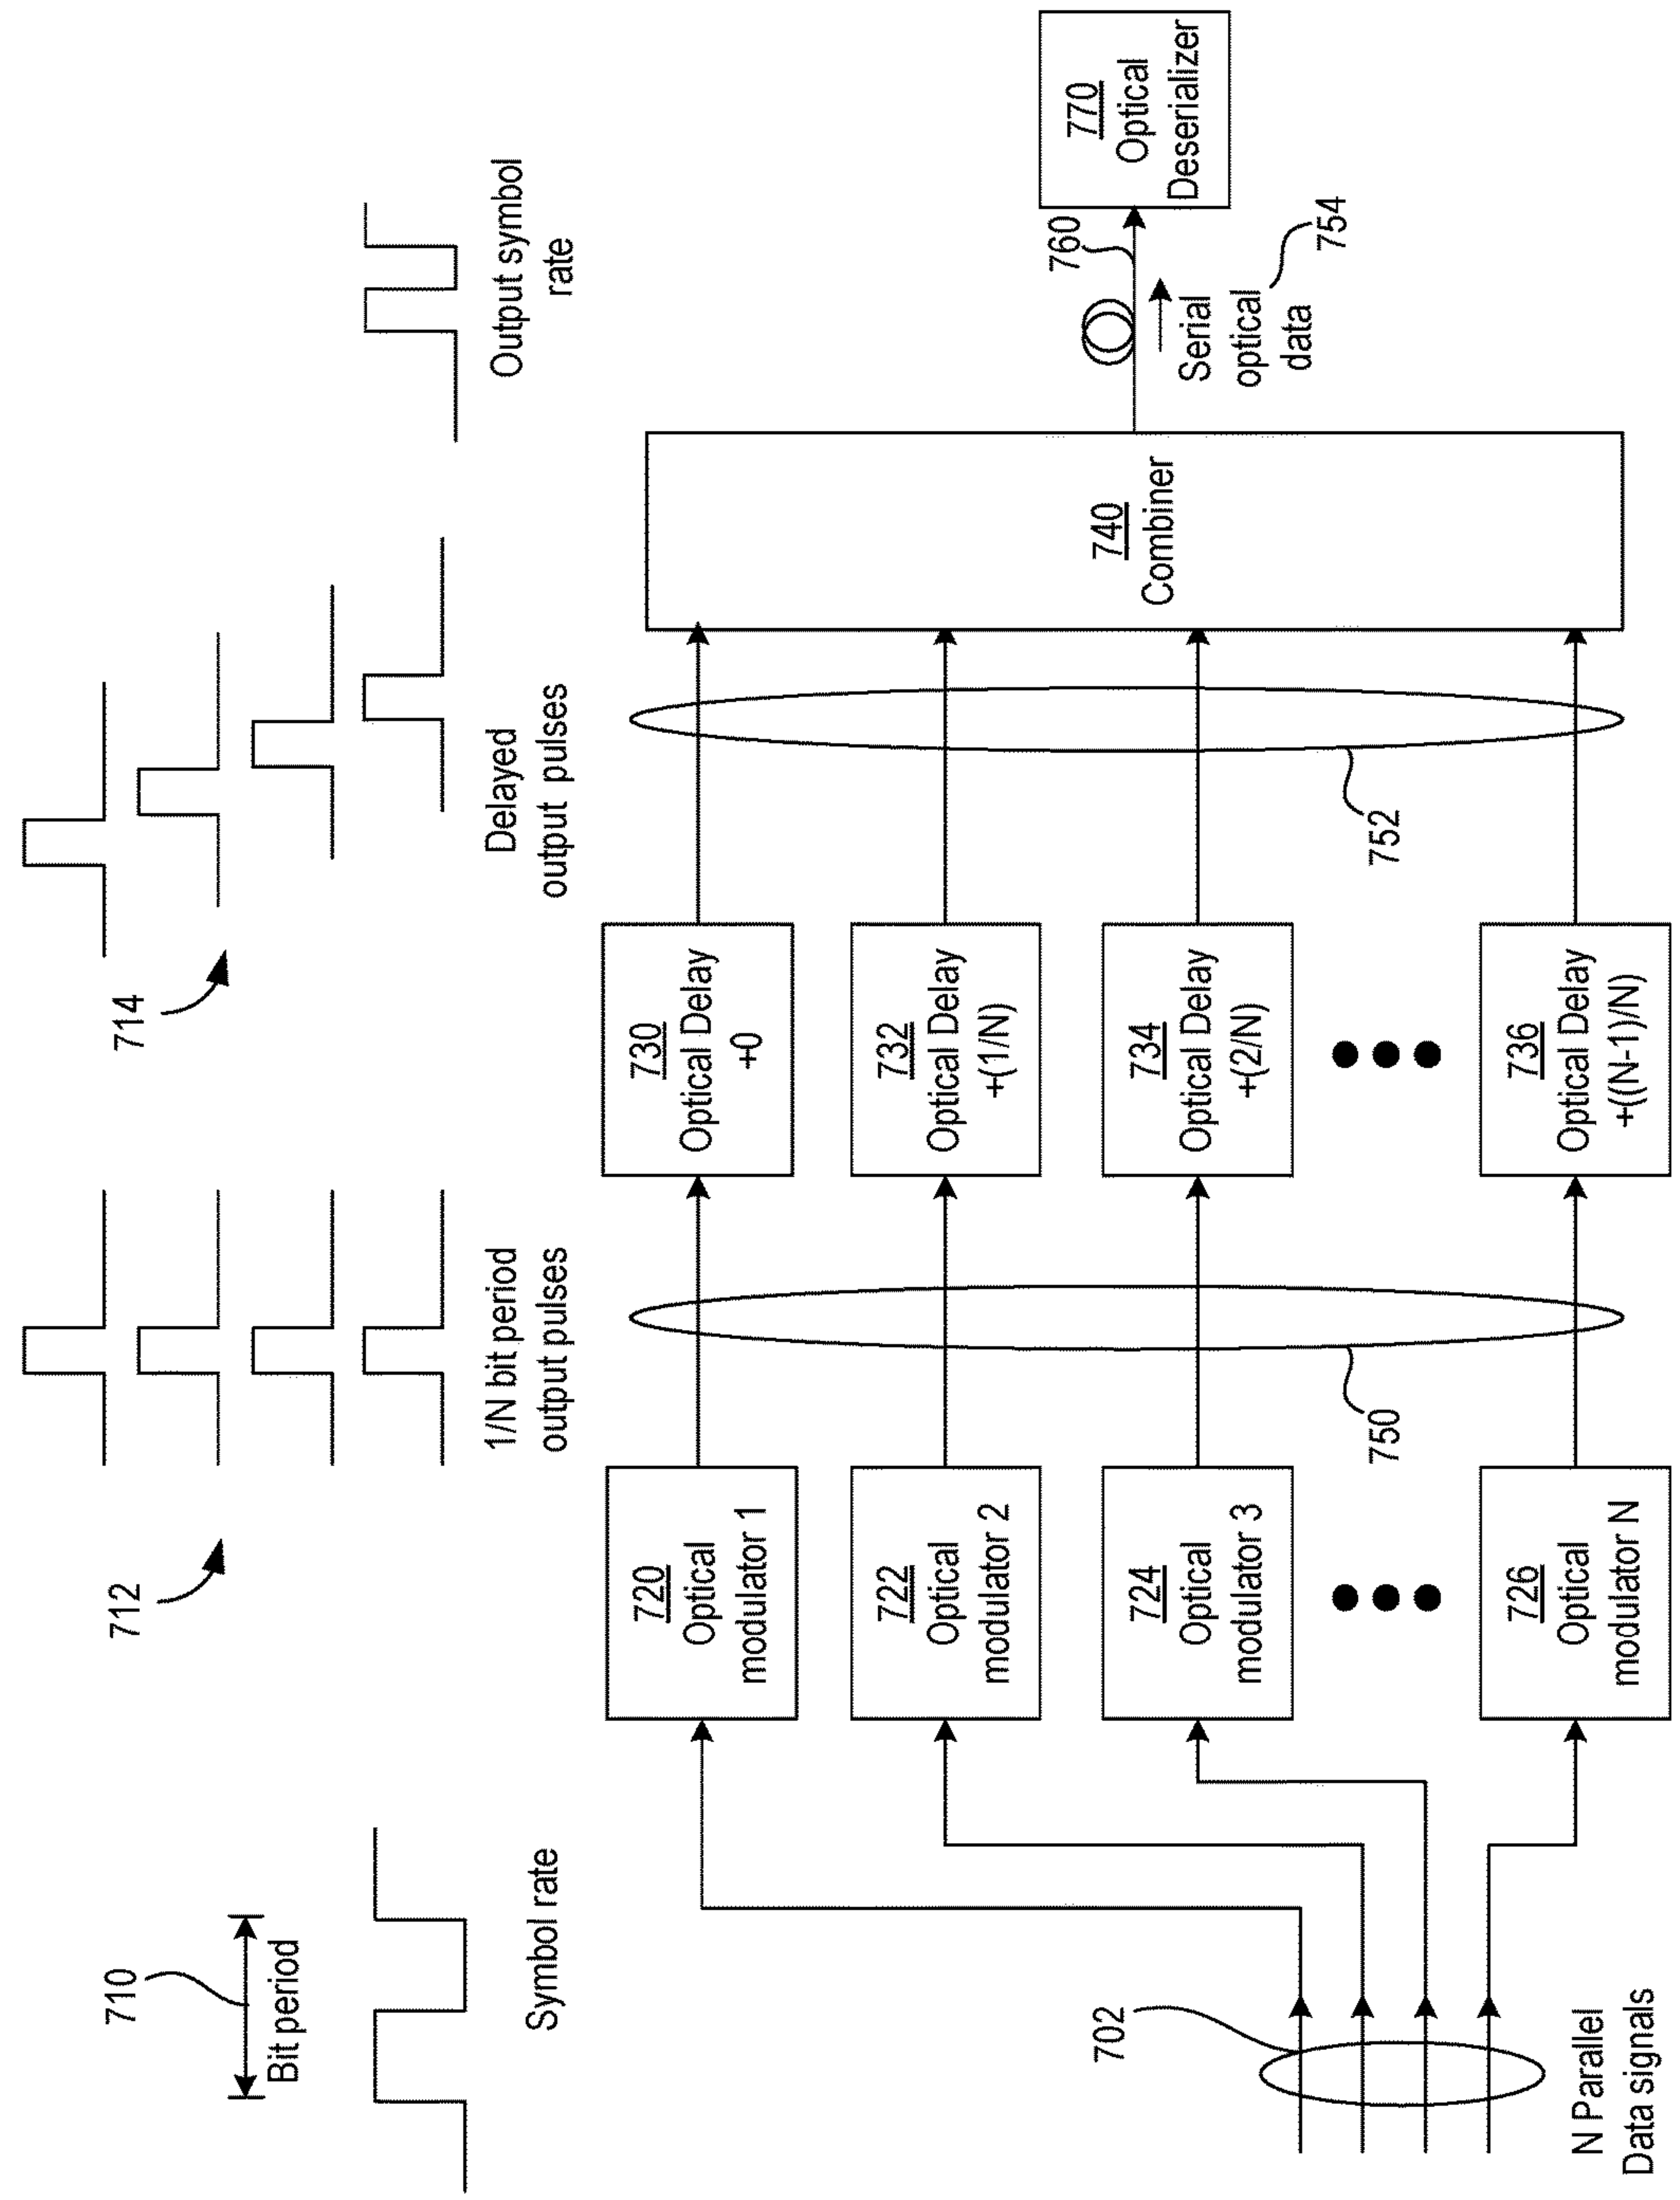 710
Bit period
Symbol rate
712
1/N bit period
output pulses
714
Delayed
output pulses
Output symbol
rate
702
N Parallel
Data signals
720
Optical
modulator 1
722
Optical
modulator 2
724
Optical
modulator 3
726
Optical
modulator N
750
730
Optical Delay
+0
732
Optical Delay
+(1/N)
734
Optical Delay
+(2/N)
736
Optical Delay
+((N-1)/N)
752
740
Combiner
760
Serial
optical
data
754
770
Optical
Deserializer